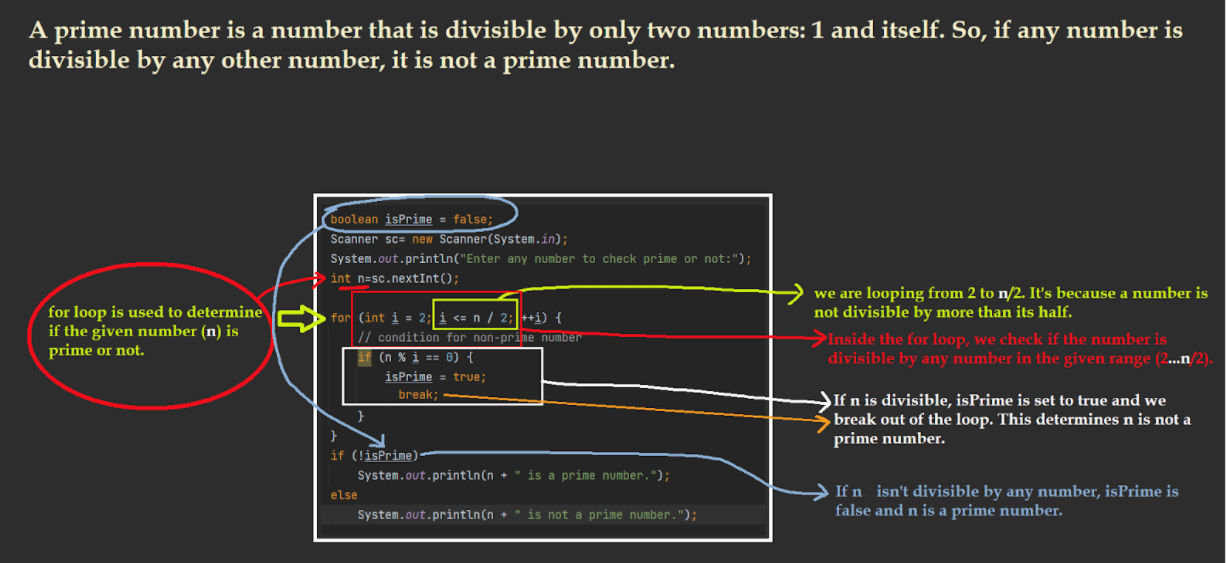 A prime number is a number that is divisible by only two numbers: 1 and itself. So, if any number is
divisible by any other number, it is not a prime number.
boolean isPrime = false;
Scanner sc= new Scanner(System.in);
System.out.println("Enter any number to check prime or not:");
int n=sc.nextInt();
for (int i = 2; i <= n / 2; ++i) {
// condition for non-prime number
if (n % i == 0) {
isPrime = true;
break;
}
}
if (!isPrime)
System.out.println(n + " is a prime number.");
else
System.out.println(n + " is not a prime number.");
for loop is used to determine
if the given number (n) is
prime or not.
we are looping from 2 to n/2. It's because a number is
not divisible by more than its half.
Inside the for loop, we check if the number is
divisible by any number in the given range (2...n/2).
If n is divisible, isPrime is set to true and we
break out of the loop. This determines n is not a
prime number.
If n isn't divisible by any number, isPrime is
false and n is a prime number.